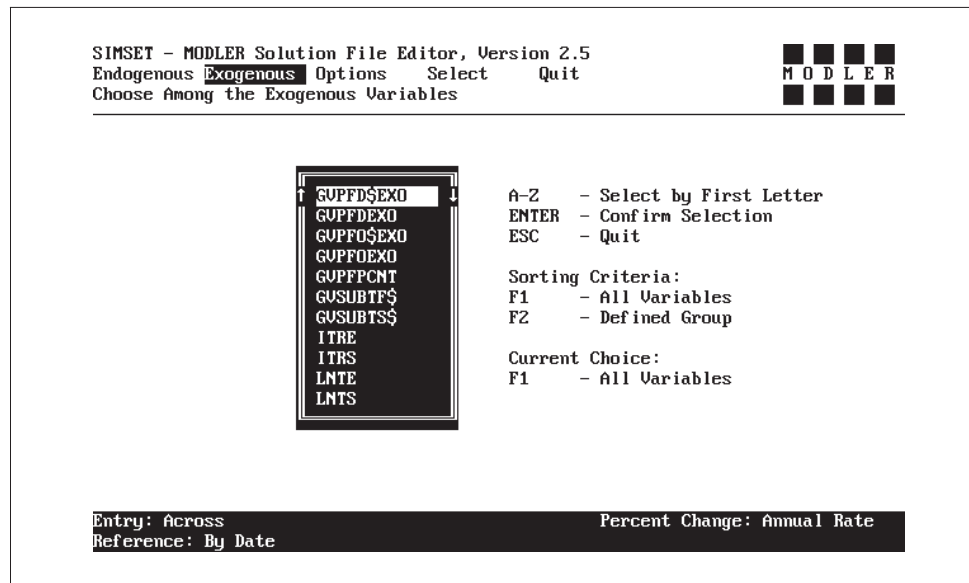 SIMSET - MODLER Solution File Editor, Version 2.5
Endogenous Exogenous Options Select Quit
Choose Among the Exogenous Variables
M O D L E R
↑ GVPFD$EXO ↓
GVPFDEXO
GVPFO$EXO
GVPFOEXO
GVPFPCNT
GVSUBTF$
GVSUBTS$
ITRE
ITRS
LNTE
LNTS
A-Z - Select by First Letter
ENTER - Confirm Selection
ESC - Quit
Sorting Criteria:
F1 - All Variables
F2 - Defined Group
Current Choice:
F1 - All Variables
Entry: Across Percent Change: Annual Rate
Reference: By Date